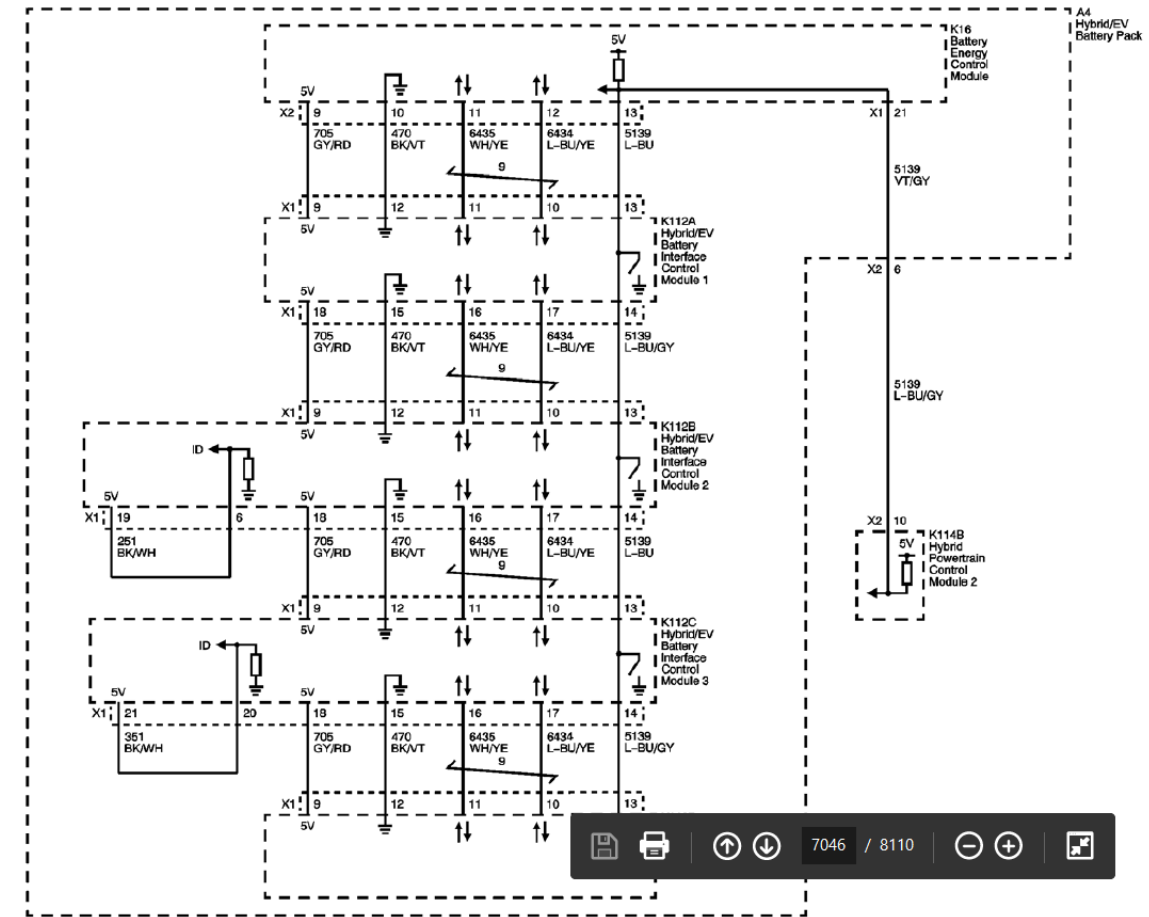 A4
Hybrid/EV
Battery Pack
K16
Battery
Energy
Control
Module
5V
5V
X2 9 10 11 12 13 X1 21
705 470 6435 6434 5139
GY/RD BK/VT WH/YE L-BU/YE L-BU
9
5139
VT/GY
X1 9 12 11 10 13
5V
K112A
Hybrid/EV
Battery
Interface
Control
Module 1
X2 6
5V
X1 18 15 16 17 14
705 470 6435 6434 5139
GY/RD BK/VT WH/YE L-BU/YE L-BU/GY
9
5139
L-BU/GY
X1 9 12 11 10 13
5V
K112B
Hybrid/EV
Battery
Interface
Control
Module 2
ID
5V 5V
X1 19 6 18 15 16 17 14
251 705 470 6435 6434 5139
BK/WH GY/RD BK/VT WH/YE L-BU/YE L-BU
9
X2 10
K114B
Hybrid
Powertrain
Control
Module 2
5V
X1 9 12 11 10 13
5V
K112C
Hybrid/EV
Battery
Interface
Control
Module 3
ID
5V 5V
X1 21 20 18 15 16 17 14
351 705 470 6435 6434 5139
BK/WH GY/RD BK/VT WH/YE L-BU/YE L-BU/GY
9
X1 9 12 11 10 13
5V
7046 / 8110